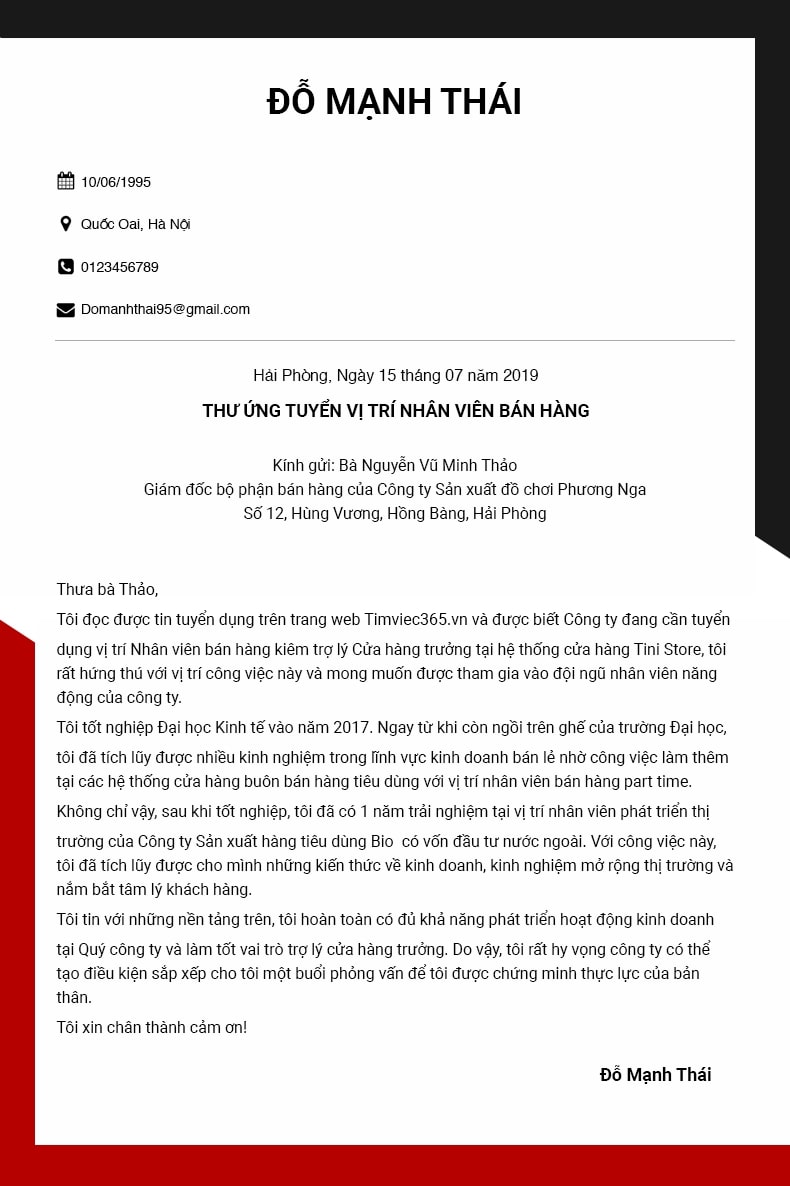 ĐỖ MẠNH THÁI
10/06/1995
Quốc Oai, Hà Nội
0123456789
Domanhthai95@gmail.com
Hải Phòng, Ngày 15 tháng 07 năm 2019
THƯ ỨNG TUYỂN VỊ TRÍ NHÂN VIÊN BÁN HÀNG
Kính gửi: Bà Nguyễn Vũ Minh Thảo
Giám đốc bộ phận bán hàng của Công ty Sản xuất đồ chơi Phương Nga
Số 12, Hùng Vương, Hồng Bàng, Hải Phòng
Thưa bà Thảo,
Tôi đọc được tin tuyển dụng trên trang web Timviec365.vn và được biết Công ty đang cần tuyển
dụng vị trí Nhân viên bán hàng kiêm trợ lý Cửa hàng trưởng tại hệ thống cửa hàng Tini Store, tôi
rất hứng thú với vị trí công việc này và mong muốn được tham gia vào đội ngũ nhân viên năng
động của công ty.
Tôi tốt nghiệp Đại học Kinh tế vào năm 2017. Ngay từ khi còn ngồi trên ghế của trường Đại học,
tôi đã tích lũy được nhiều kinh nghiệm trong lĩnh vực kinh doanh bán lẻ nhờ công việc làm thêm
tại các hệ thống cửa hàng buôn bán hàng tiêu dùng với vị trí nhân viên bán hàng part time.
Không chỉ vậy, sau khi tốt nghiệp, tôi đã có 1 năm trải nghiệm tại vị trí nhân viên phát triển thị
trường của Công ty Sản xuất hàng tiêu dùng Bio  có vốn đầu tư nước ngoài. Với công việc này,
tôi đã tích lũy được cho mình những kiến thức về kinh doanh, kinh nghiệm mở rộng thị trường và
nắm bắt tâm lý khách hàng.
Tôi tin với những nền tảng trên, tôi hoàn toàn có đủ khả năng phát triển hoạt động kinh doanh
tại Quý công ty và làm tốt vai trò trợ lý cửa hàng trưởng. Do vậy, tôi rất hy vọng công ty có thể
tạo điều kiện sắp xếp cho tôi một buổi phỏng vấn để tôi được chứng minh thực lực của bản
thân.
Tôi xin chân thành cảm ơn!
Đỗ Mạnh Thái